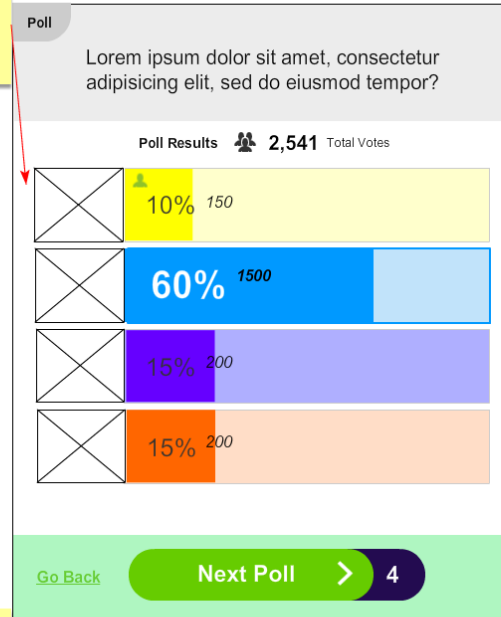 Poll
Lorem ipsum dolor sit amet, consectetur
adipisicing elit, sed do eiusmod tempor?
Poll Results 2,541 Total Votes
10% 150
60% 1500
15% 200
15% 200
Go Back Next Poll 4